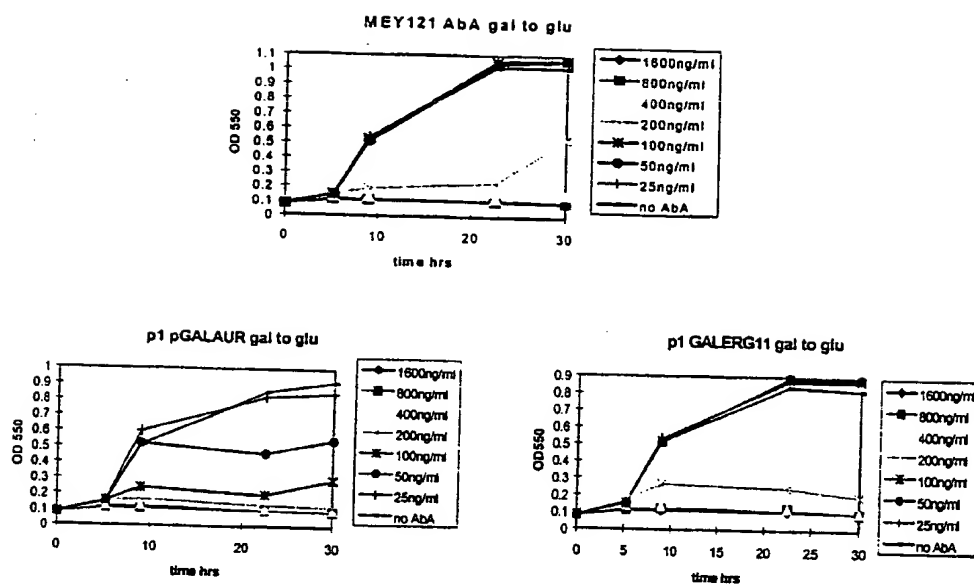 MEY121 AbA gal to glu
1.1
1
0.9
0.8
0.7
0.6
0.5
0.4
0.3
0.2
0.1
0
OD 550
0 10 20 30
time hrs
1600ng/ml
800ng/ml
400ng/ml
200ng/ml
100ng/ml
50ng/ml
25ng/ml
no AbA
p1 pGALAUR gal to glu
1
0.9
0.8
0.7
0.6
0.5
0.4
0.3
0.2
0.1
0
OD 550
0 10 20 30
time hrs
1600ng/ml
800ng/ml
400ng/ml
200ng/ml
100ng/ml
50ng/ml
25ng/ml
no AbA
p1 GALERG11 gal to glu
0.9
0.8
0.7
0.6
0.5
0.4
0.3
0.2
0.1
0
OD550
0 5 10 15 20 25 30
time hrs
1600ng/ml
800ng/ml
400ng/ml
200ng/ml
100ng/ml
50ng/ml
25ng/ml
no AbA